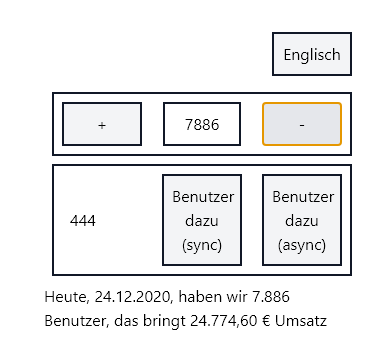 Englisch
+ 7886 -
444
Benutzer
dazu
(sync)
Benutzer
dazu
(async)
Heute, 24.12.2020, haben wir 7.886
Benutzer, das bringt 24.774,60 € Umsatz